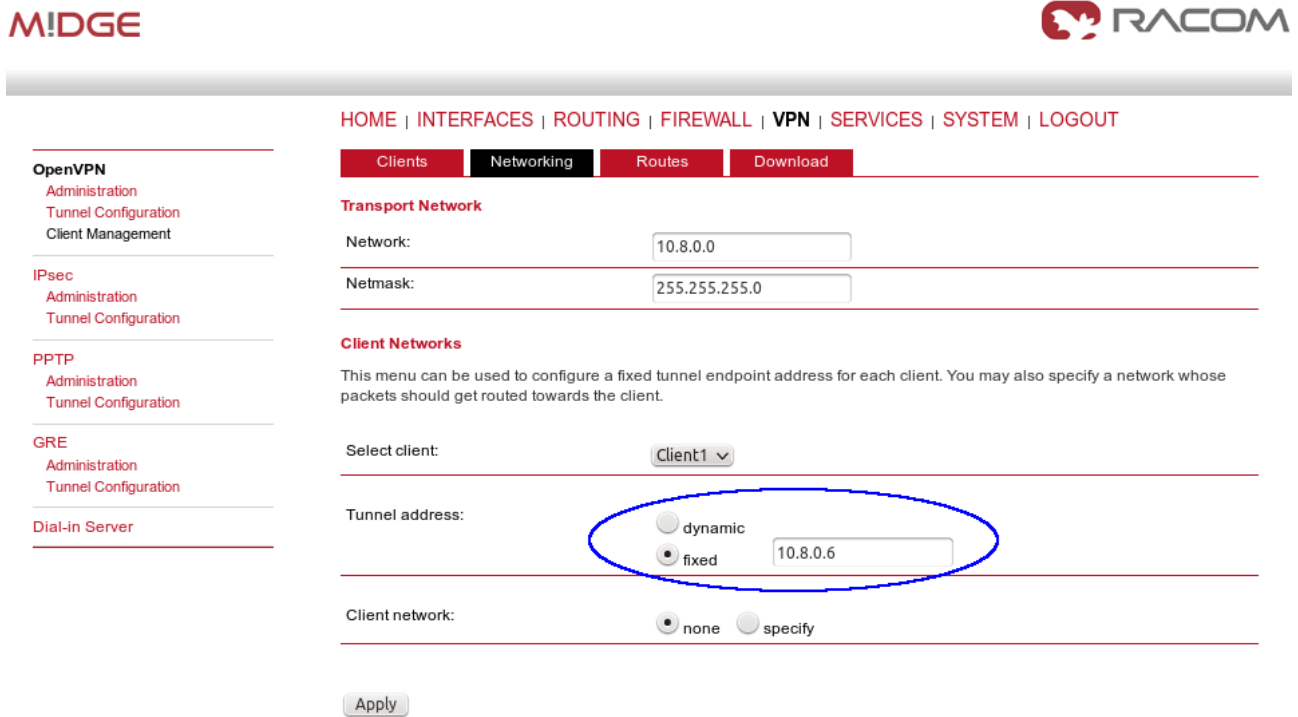 M!DGE
RACOM
HOME | INTERFACES | ROUTING | FIREWALL | VPN | SERVICES | SYSTEM | LOGOUT
OpenVPN
Administration
Tunnel Configuration
Client Management
IPsec
Administration
Tunnel Configuration
PPTP
Administration
Tunnel Configuration
GRE
Administration
Tunnel Configuration
Dial-in Server
Clients Networking Routes Download
Transport Network
Network: 10.8.0.0
Netmask: 255.255.255.0
Client Networks
This menu can be used to configure a fixed tunnel endpoint address for each client. You may also specify a network whose
packets should get routed towards the client.
Select client: Client1
Tunnel address: dynamic
fixed 10.8.0.6
Client network: none specify
Apply